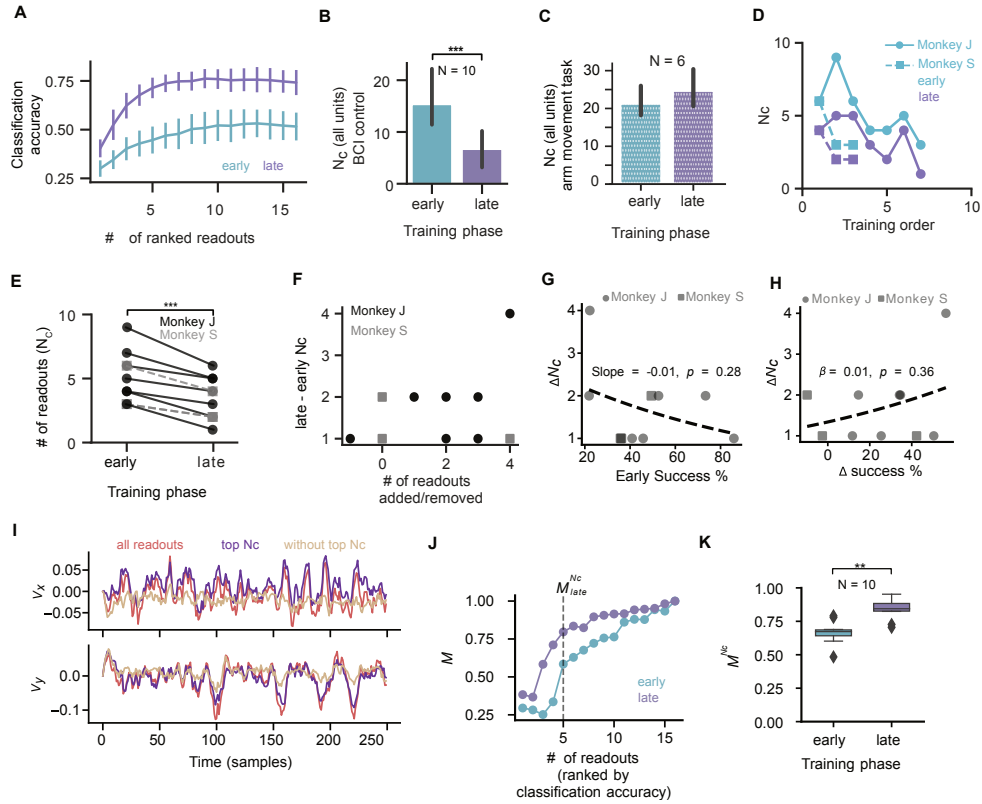 A
Classification
accuracy
0.75
0.50
0.25
early late
5
10
15
# of ranked readouts
B
N_C (all units)
BCI control
20
10
0
***
N = 10
early
late
Training phase
C
Nc (all units)
arm movement task
30
20
10
0
N = 6
early
late
Training phase
D
Nc
10
5
0
Monkey J
Monkey S
early
late
0
5
10
Training order
E
# of readouts (N_C)
10
5
0
***
Monkey J
Monkey S
early
late
Training phase
F
late - early Nc
4
3
2
1
Monkey J
Monkey S
0
2
4
# of readouts
added/removed
G
ΔNc
4
3
2
1
Monkey J Monkey S
Slope = -0.01, p = 0.28
20
40
60
80
Early Success %
H
ΔNc
4
3
2
1
Monkey J Monkey S
β = 0.01, p = 0.36
0
20
40
Δ success %
I
all readouts
top Nc
without top Nc
v_x
0.05
0.00
−0.05
v_y
0.0
−0.1
0
50
100
150
200
250
Time (samples)
J
M
M^Nc_late
1.00
0.75
0.50
0.25
early
late
5
10
15
# of readouts
(ranked by
classification accuracy)
K
M^Nc
1.00
0.75
0.50
0.25
0.00
**
N = 10
early
late
Training phase